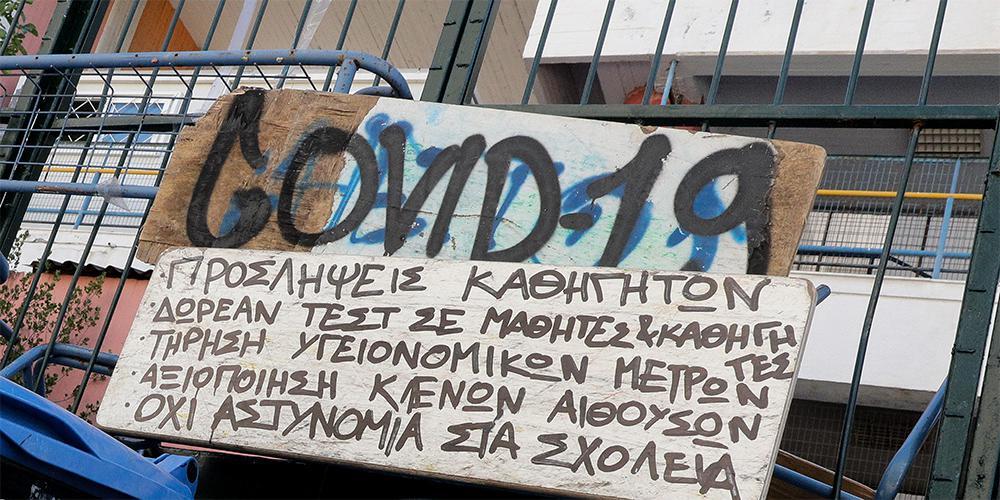 COVID-19
·ΠΡΟΣΛΗΨΕΙΣ ΚΑΘΗΓΗΤΩΝ
·ΔΩΡΕΑΝ ΤΕΣΤ ΣΕ ΜΑΘΗΤΕΣ & ΚΑΘΗΓΗ
ΤΕΣ
·ΤΗΡΗΣΗ ΥΓΕΙΟΝΟΜΙΚΩΝ ΜΕΤΡΩΝ
·ΑΞΙΟΠΟΙΗΣΗ ΚΕΝΩΝ ΑΙΘΟΥΣΩΝ
·ΟΧΙ ΑΣΤΥΝΟΜΙΑ ΣΤΑ ΣΧΟΛΕΙΑ